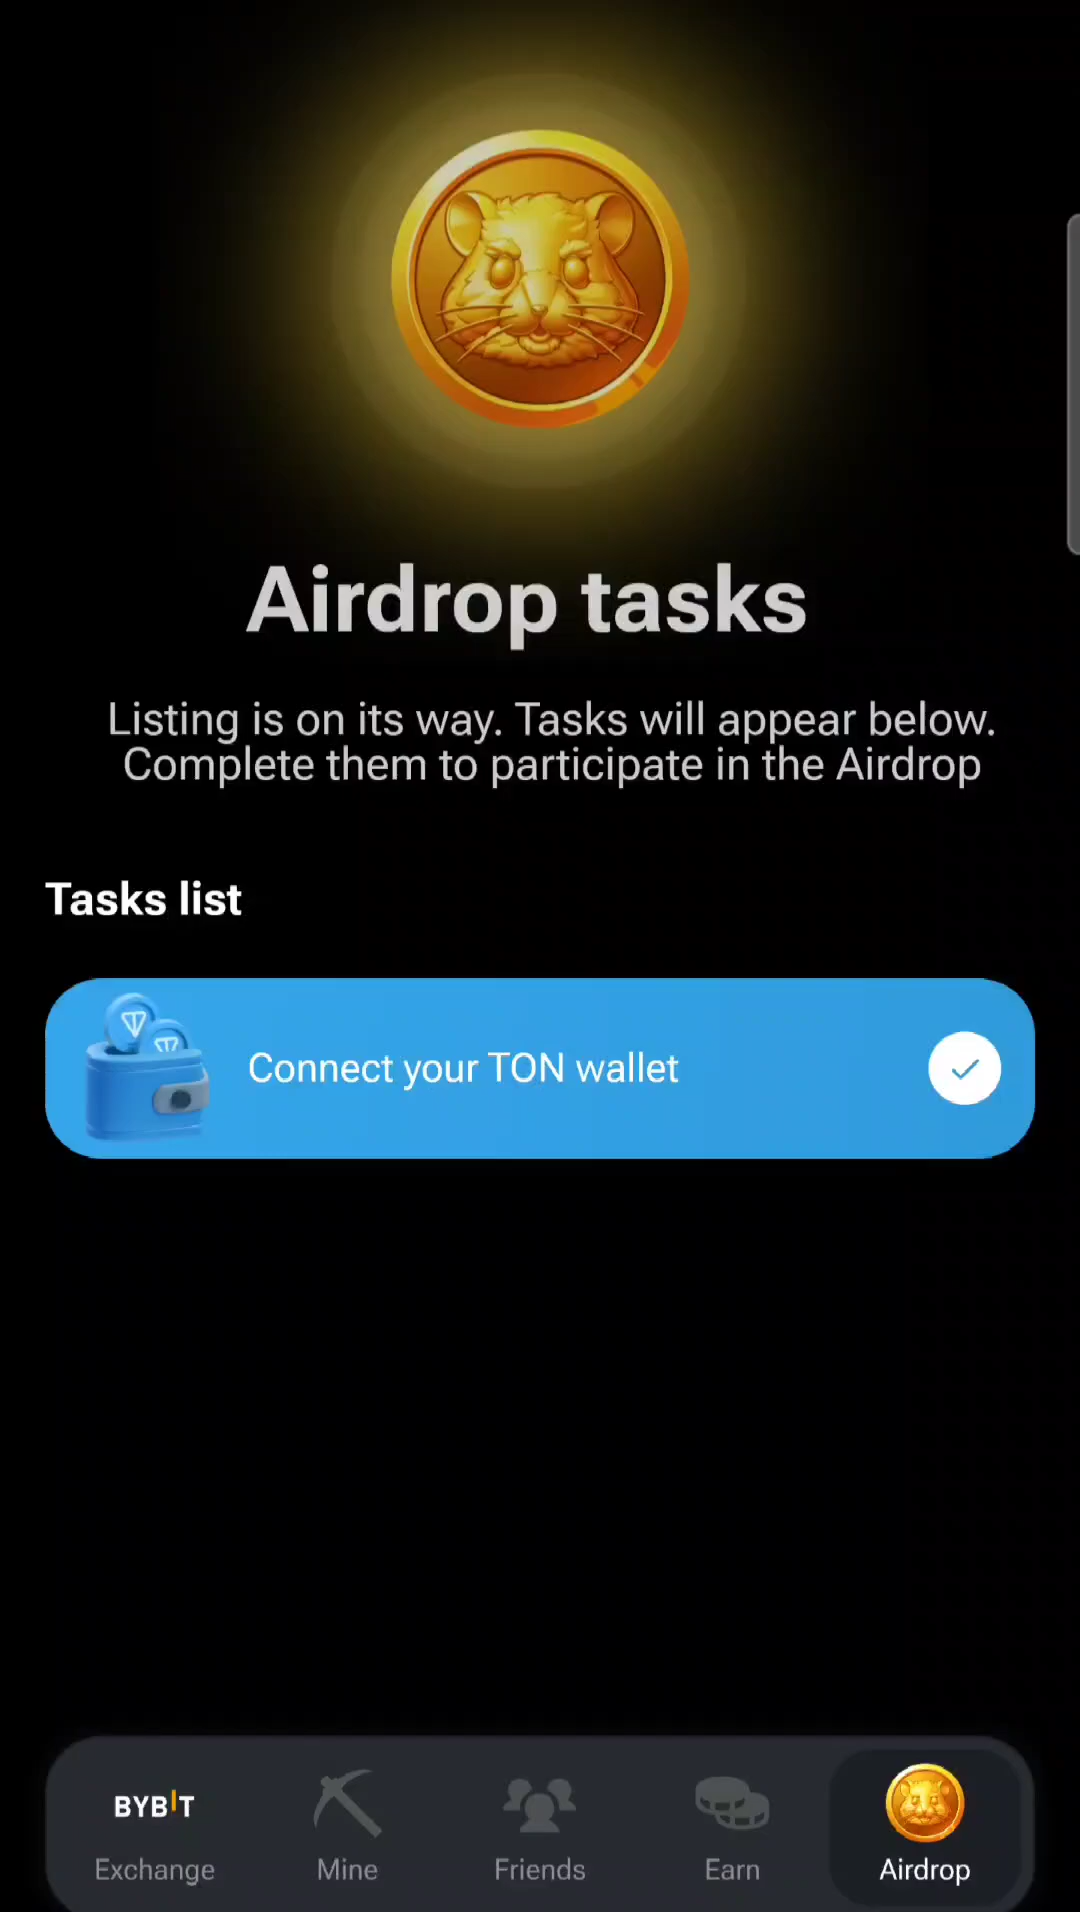 Airdrop tasks
Listing is on its way. Tasks will appear below.
Complete them to participate in the Airdrop
Tasks list
Connect your TON wallet
BYBIT
Exchange
Mine
Friends
Earn
Airdrop